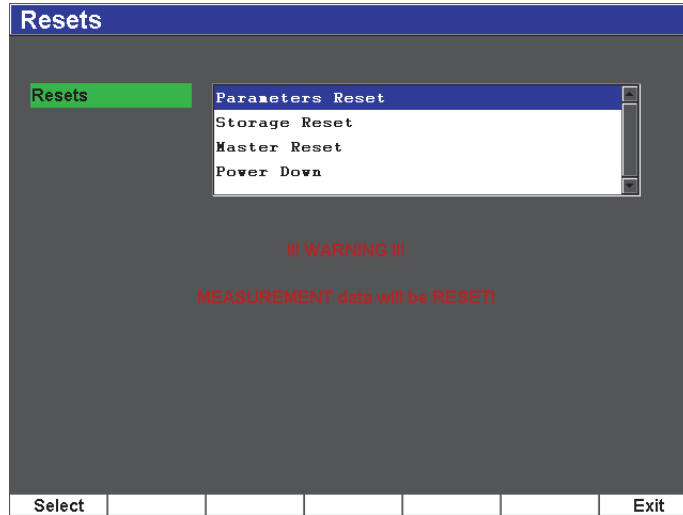 Resets
Resets
Parameters Reset
Storage Reset
Master Reset
Power Down
!!! WARNING !!!
MEASUREMENT data will be RESET!
Select Exit